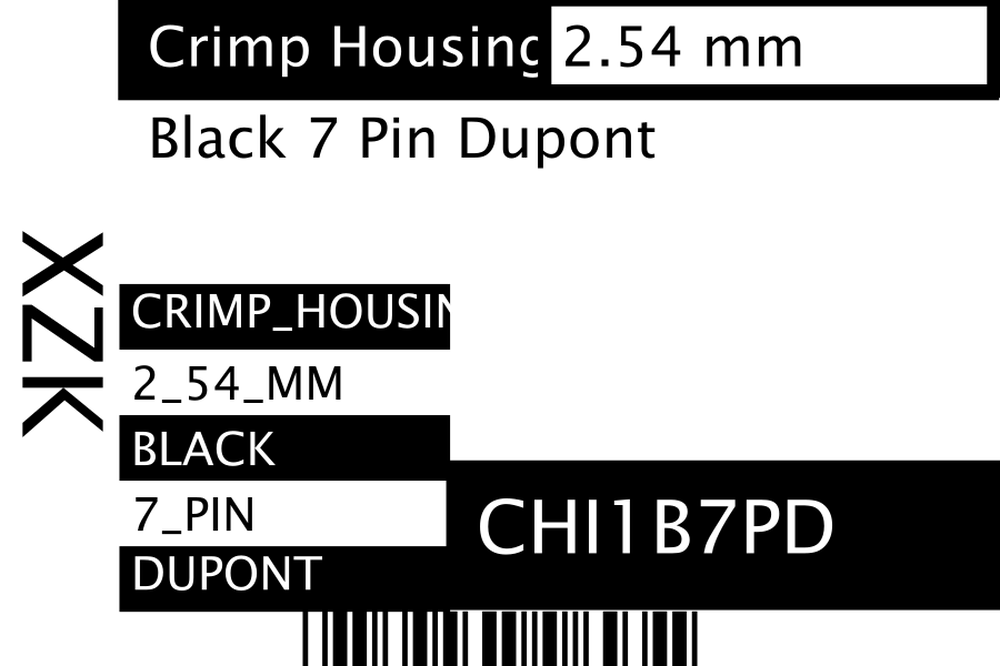 Crimp Housing 2.54 mm
Black 7 Pin Dupont
XZK
CRIMP_HOUSIN
2_54_MM
BLACK
7_PIN
DUPONT
CHI1B7PD